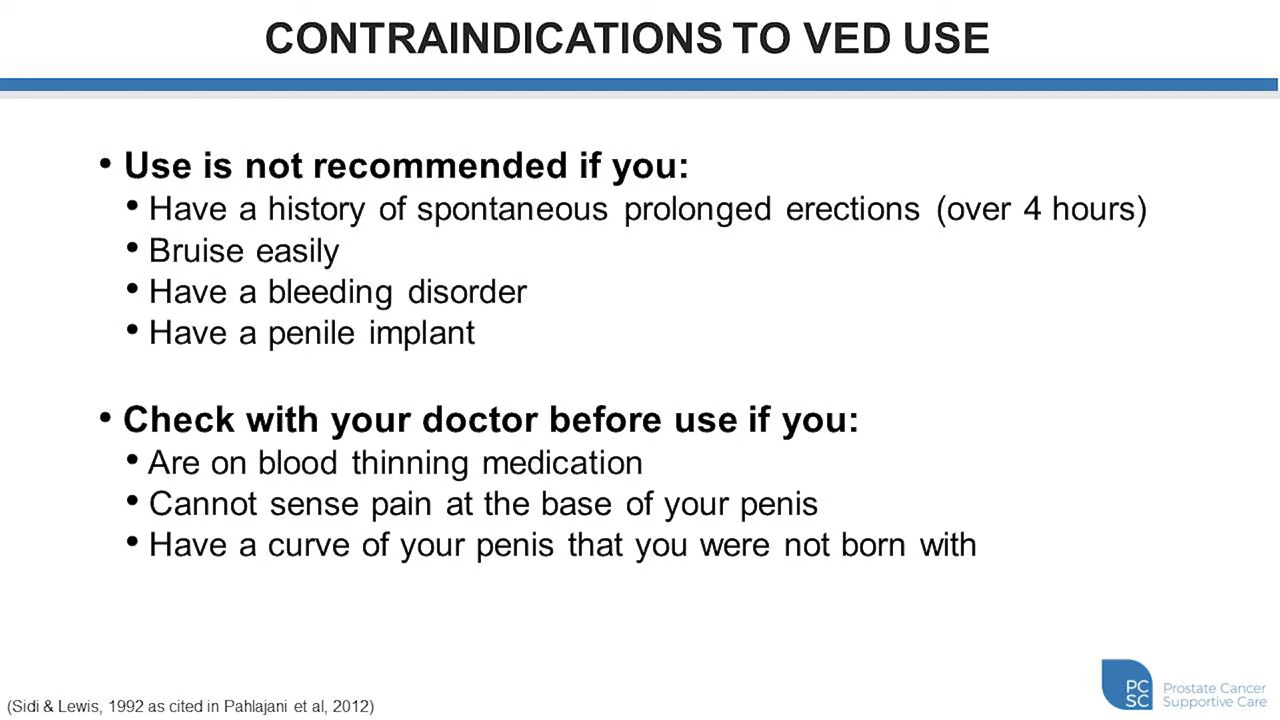 CONTRAINDICATIONS TO VED USE
• Use is not recommended if you:
• Have a history of spontaneous prolonged erections (over 4 hours)
• Bruise easily
• Have a bleeding disorder
• Have a penile implant
• Check with your doctor before use if you:
• Are on blood thinning medication
• Cannot sense pain at the base of your penis
• Have a curve of your penis that you were not born with
PC
SC
Prostate Cancer
Supportive Care
(Sidi & Lewis, 1992 as cited in Pahlajani et al, 2012)